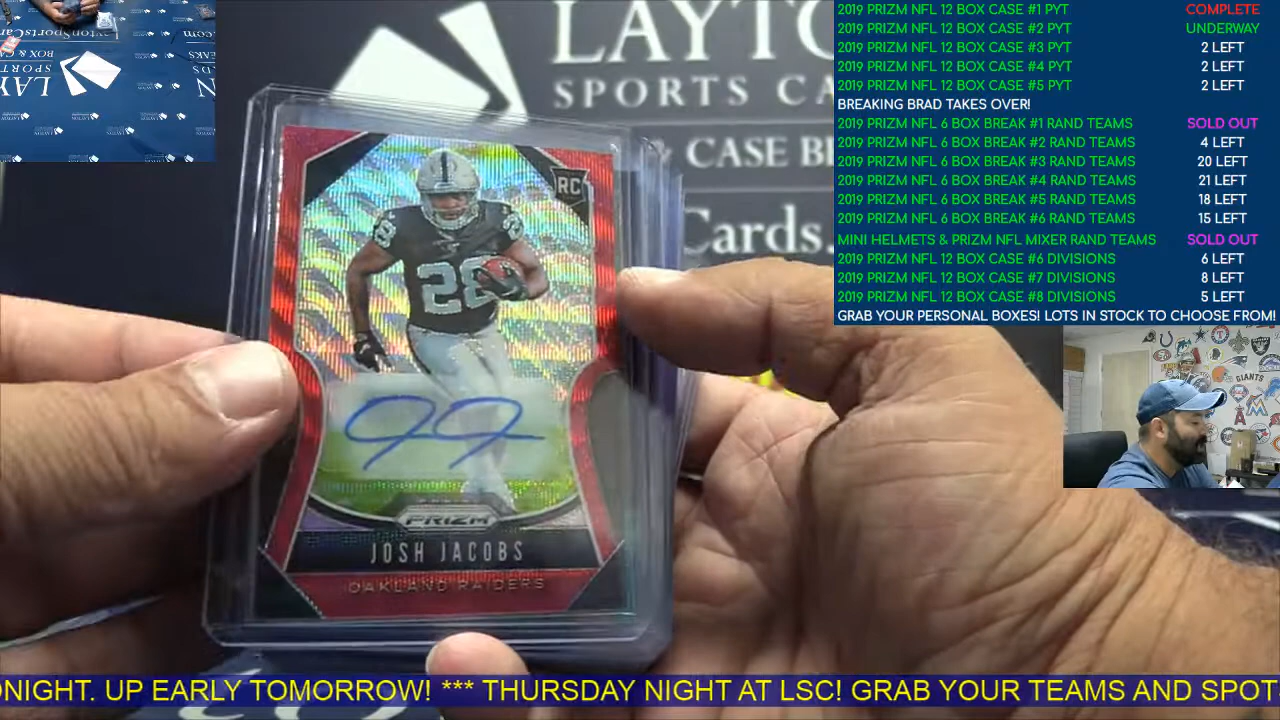 LAYTO
SPORTS CA
& CASE BR
Cards.
RC
28
28
PRIZM
JOSH JACOBS
OAKLAND RAIDERS
2019 PRIZM NFL 12 BOX CASE #1 PYT COMPLETE
2019 PRIZM NFL 12 BOX CASE #2 PYT UNDERWAY
2019 PRIZM NFL 12 BOX CASE #3 PYT 2 LEFT
2019 PRIZM NFL 12 BOX CASE #4 PYT 2 LEFT
2019 PRIZM NFL 12 BOX CASE #5 PYT 2 LEFT
BREAKING BRAD TAKES OVER!
2019 PRIZM NFL 6 BOX BREAK #1 RAND TEAMS SOLD OUT
2019 PRIZM NFL 6 BOX BREAK #2 RAND TEAMS 4 LEFT
2019 PRIZM NFL 6 BOX BREAK #3 RAND TEAMS 20 LEFT
2019 PRIZM NFL 6 BOX BREAK #4 RAND TEAMS 21 LEFT
2019 PRIZM NFL 6 BOX BREAK #5 RAND TEAMS 18 LEFT
2019 PRIZM NFL 6 BOX BREAK #6 RAND TEAMS 15 LEFT
MINI HELMETS & PRIZM NFL MIXER RAND TEAMS SOLD OUT
2019 PRIZM NFL 12 BOX CASE #6 DIVISIONS 6 LEFT
2019 PRIZM NFL 12 BOX CASE #7 DIVISIONS 8 LEFT
2019 PRIZM NFL 12 BOX CASE #8 DIVISIONS 5 LEFT
GRAB YOUR PERSONAL BOXES! LOTS IN STOCK TO CHOOSE FROM!
GIANTS
ONIGHT. UP EARLY TOMORROW! *** THURSDAY NIGHT AT LSC! GRAB YOUR TEAMS AND SPOT